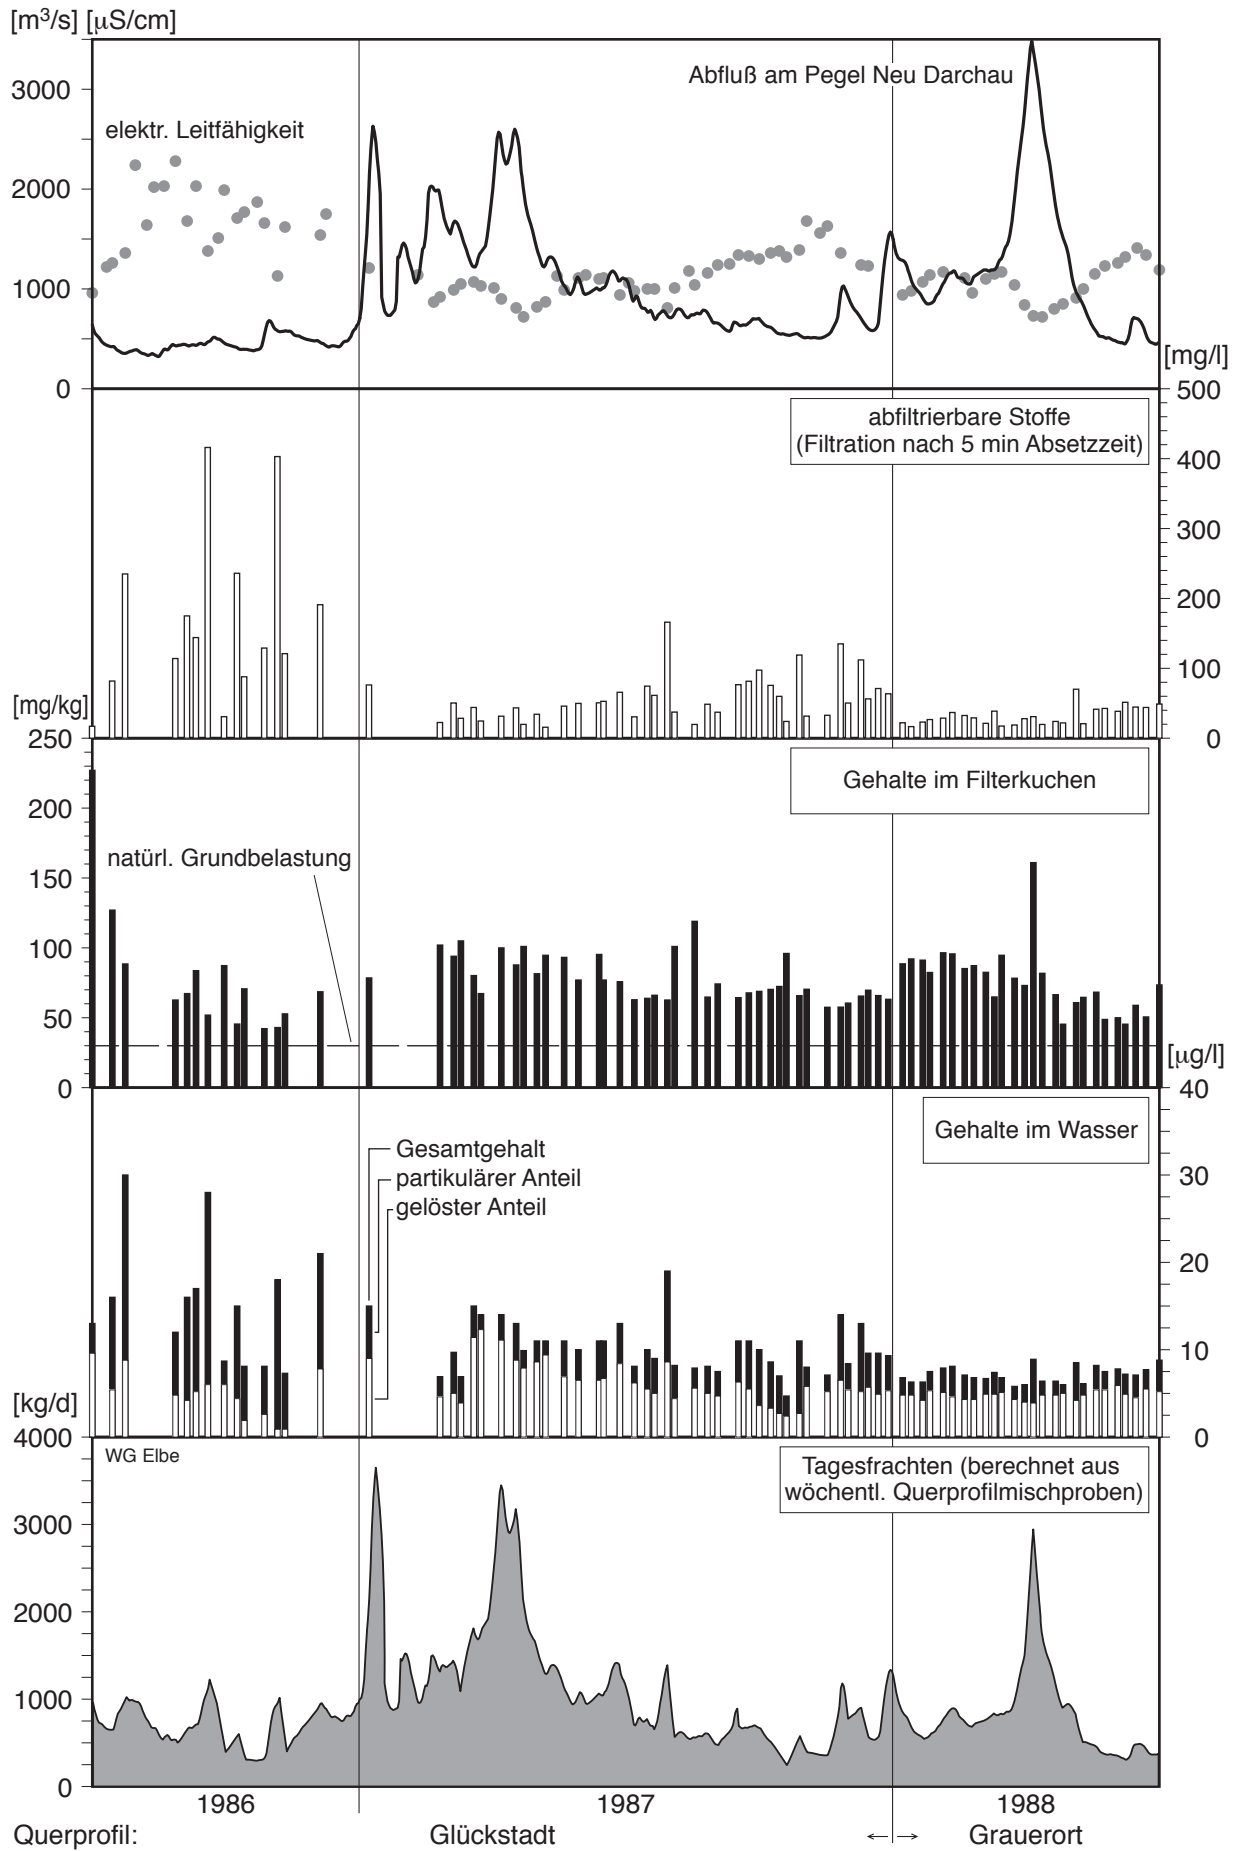 [m³/s] [µS/cm]
Abfluß am Pegel Neu Darchau
elektr. Leitfähigkeit
3000
2000
1000
0
[mg/l]
500
abfiltrierbare Stoffe
(Filtration nach 5 min Absetzzeit)
400
300
200
100
0
[mg/kg]
250
Gehalte im Filterkuchen
200
natürl. Grundbelastung
150
100
50
0
[µg/l]
40
Gehalte im Wasser
Gesamtgehalt
partikulärer Anteil
gelöster Anteil
30
20
10
0
[kg/d]
4000
WG Elbe
Tagesfrachten (berechnet aus
wöchentl. Querprofilmischproben)
3000
2000
1000
0
1986 1987 1988
Querprofil: Glückstadt ← → Grauerort